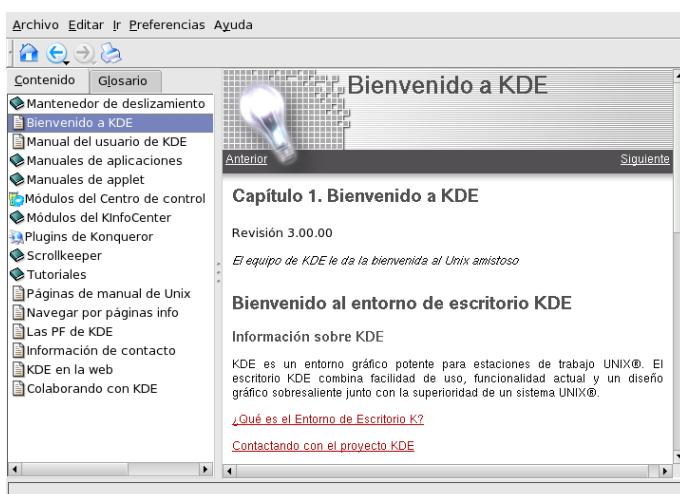 Archivo Editar Ir Preferencias Ayuda
Contenido Glosario
Mantenedor de deslizamiento
Bienvenido a KDE
Manual del usuario de KDE
Manuales de aplicaciones
Manuales de applet
Módulos del Centro de control
Módulos del KInfoCenter
Plugins de Konqueror
Scrollkeeper
Tutoriales
Páginas de manual de Unix
Navegar por páginas info
Las PF de KDE
Información de contacto
KDE en la web
Colaborando con KDE
Bienvenido a KDE
Anterior Siguiente
Capítulo 1. Bienvenido a KDE
Revisión 3.00.00
El equipo de KDE le da la bienvenida al Unix amistoso
Bienvenido al entorno de escritorio KDE
Información sobre KDE
KDE es un entorno gráfico potente para estaciones de trabajo UNIX®. El
escritorio KDE combina facilidad de uso, funcionalidad actual y un diseño
gráfico sobresaliente junto con la superioridad de un sistema UNIX®.
¿Qué es el Entorno de Escritorio K?
Contactando con el proyecto KDE